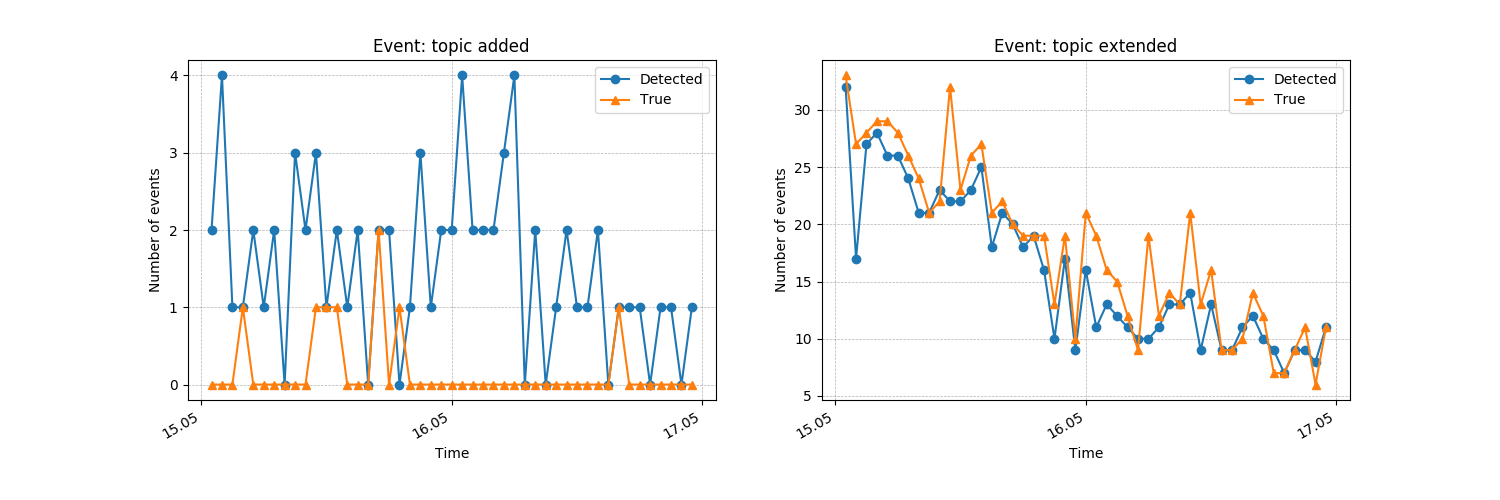 Event: topic added
Number of events
4
3
2
1
0
Detected
True
15.05
16.05
17.05
Time
Event: topic extended
Number of events
30
25
20
15
10
5
Detected
True
15.05
16.05
17.05
Time